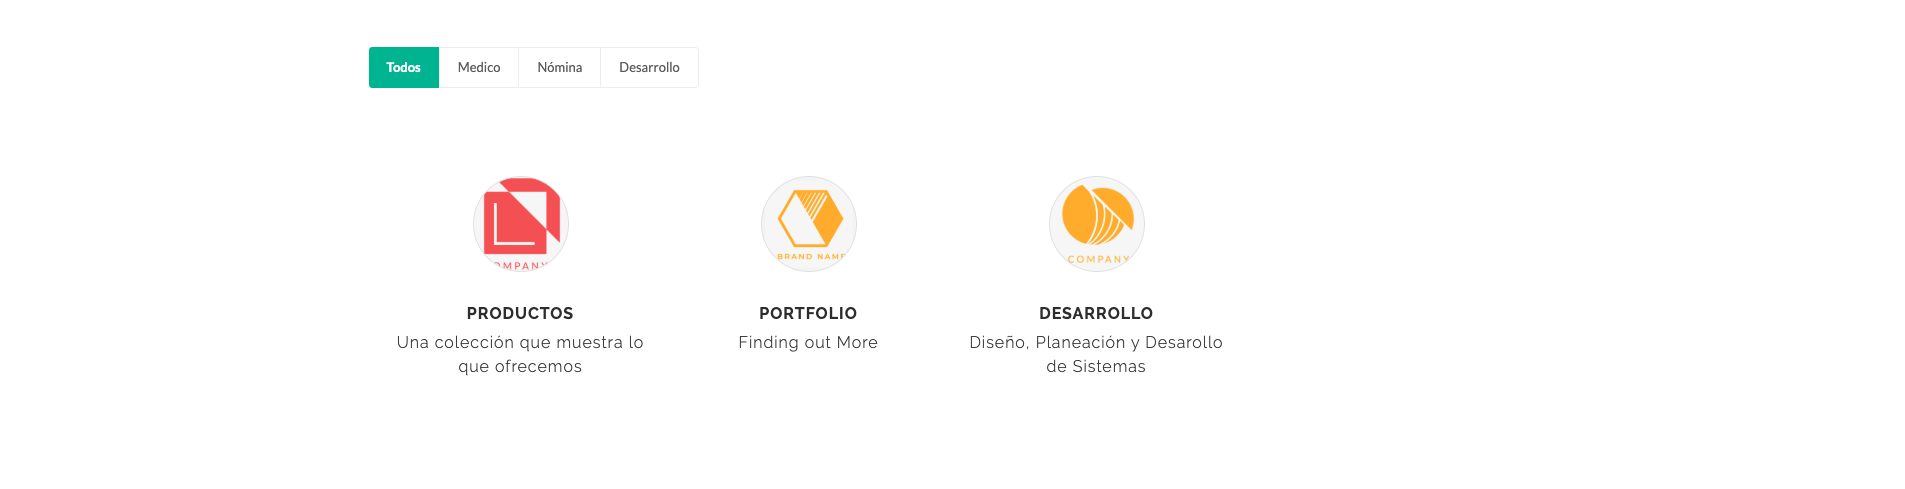 Todos Medico Nómina Desarrollo
COMPANY
BRAND NAME
COMPANY
PRODUCTOS
Una colección que muestra lo
que ofrecemos
PORTFOLIO
Finding out More
DESARROLLO
Diseño, Planeación y Desarollo
de Sistemas